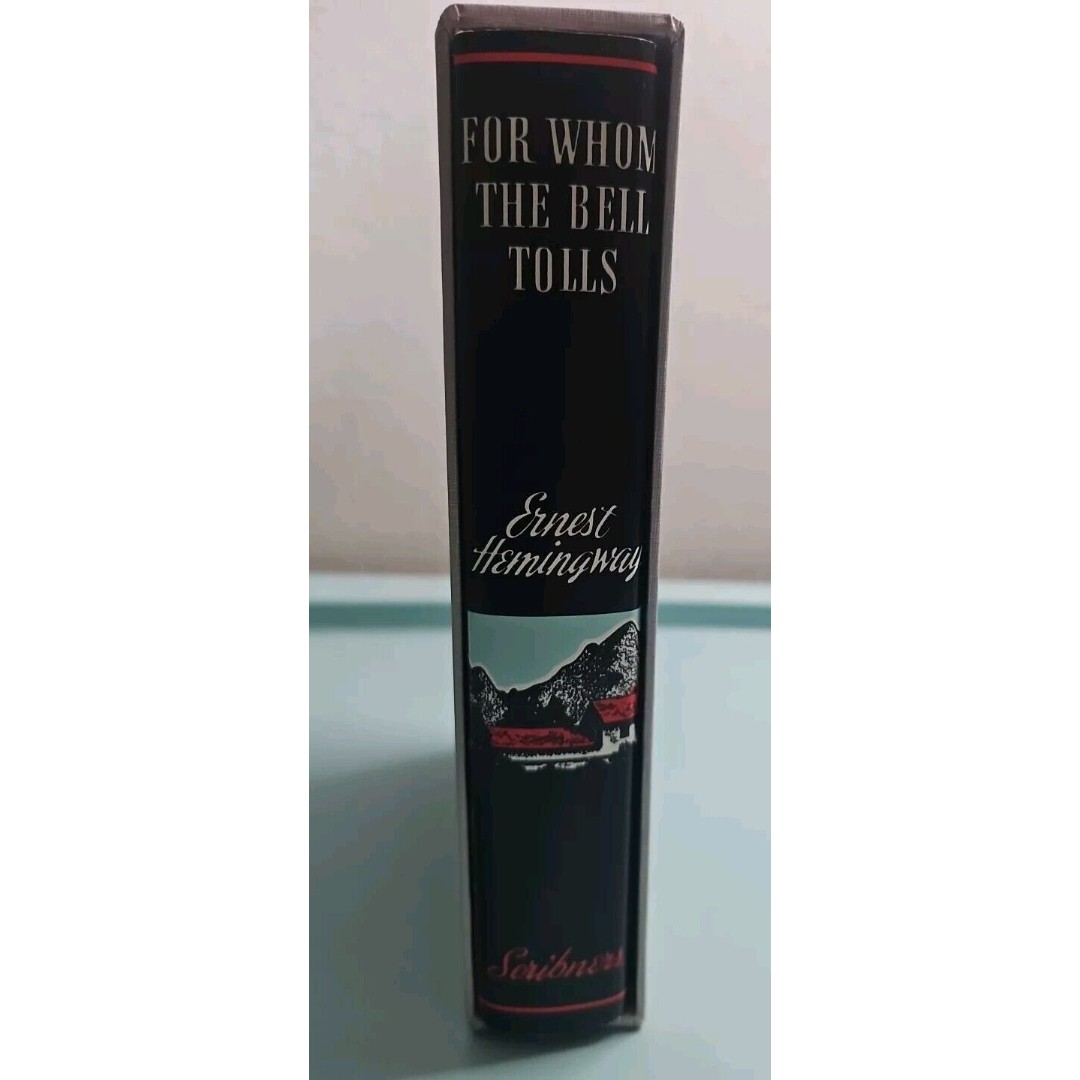 FOR WHOM
THE BELL
TOLLS
Ernest
Hemingway
Scribners